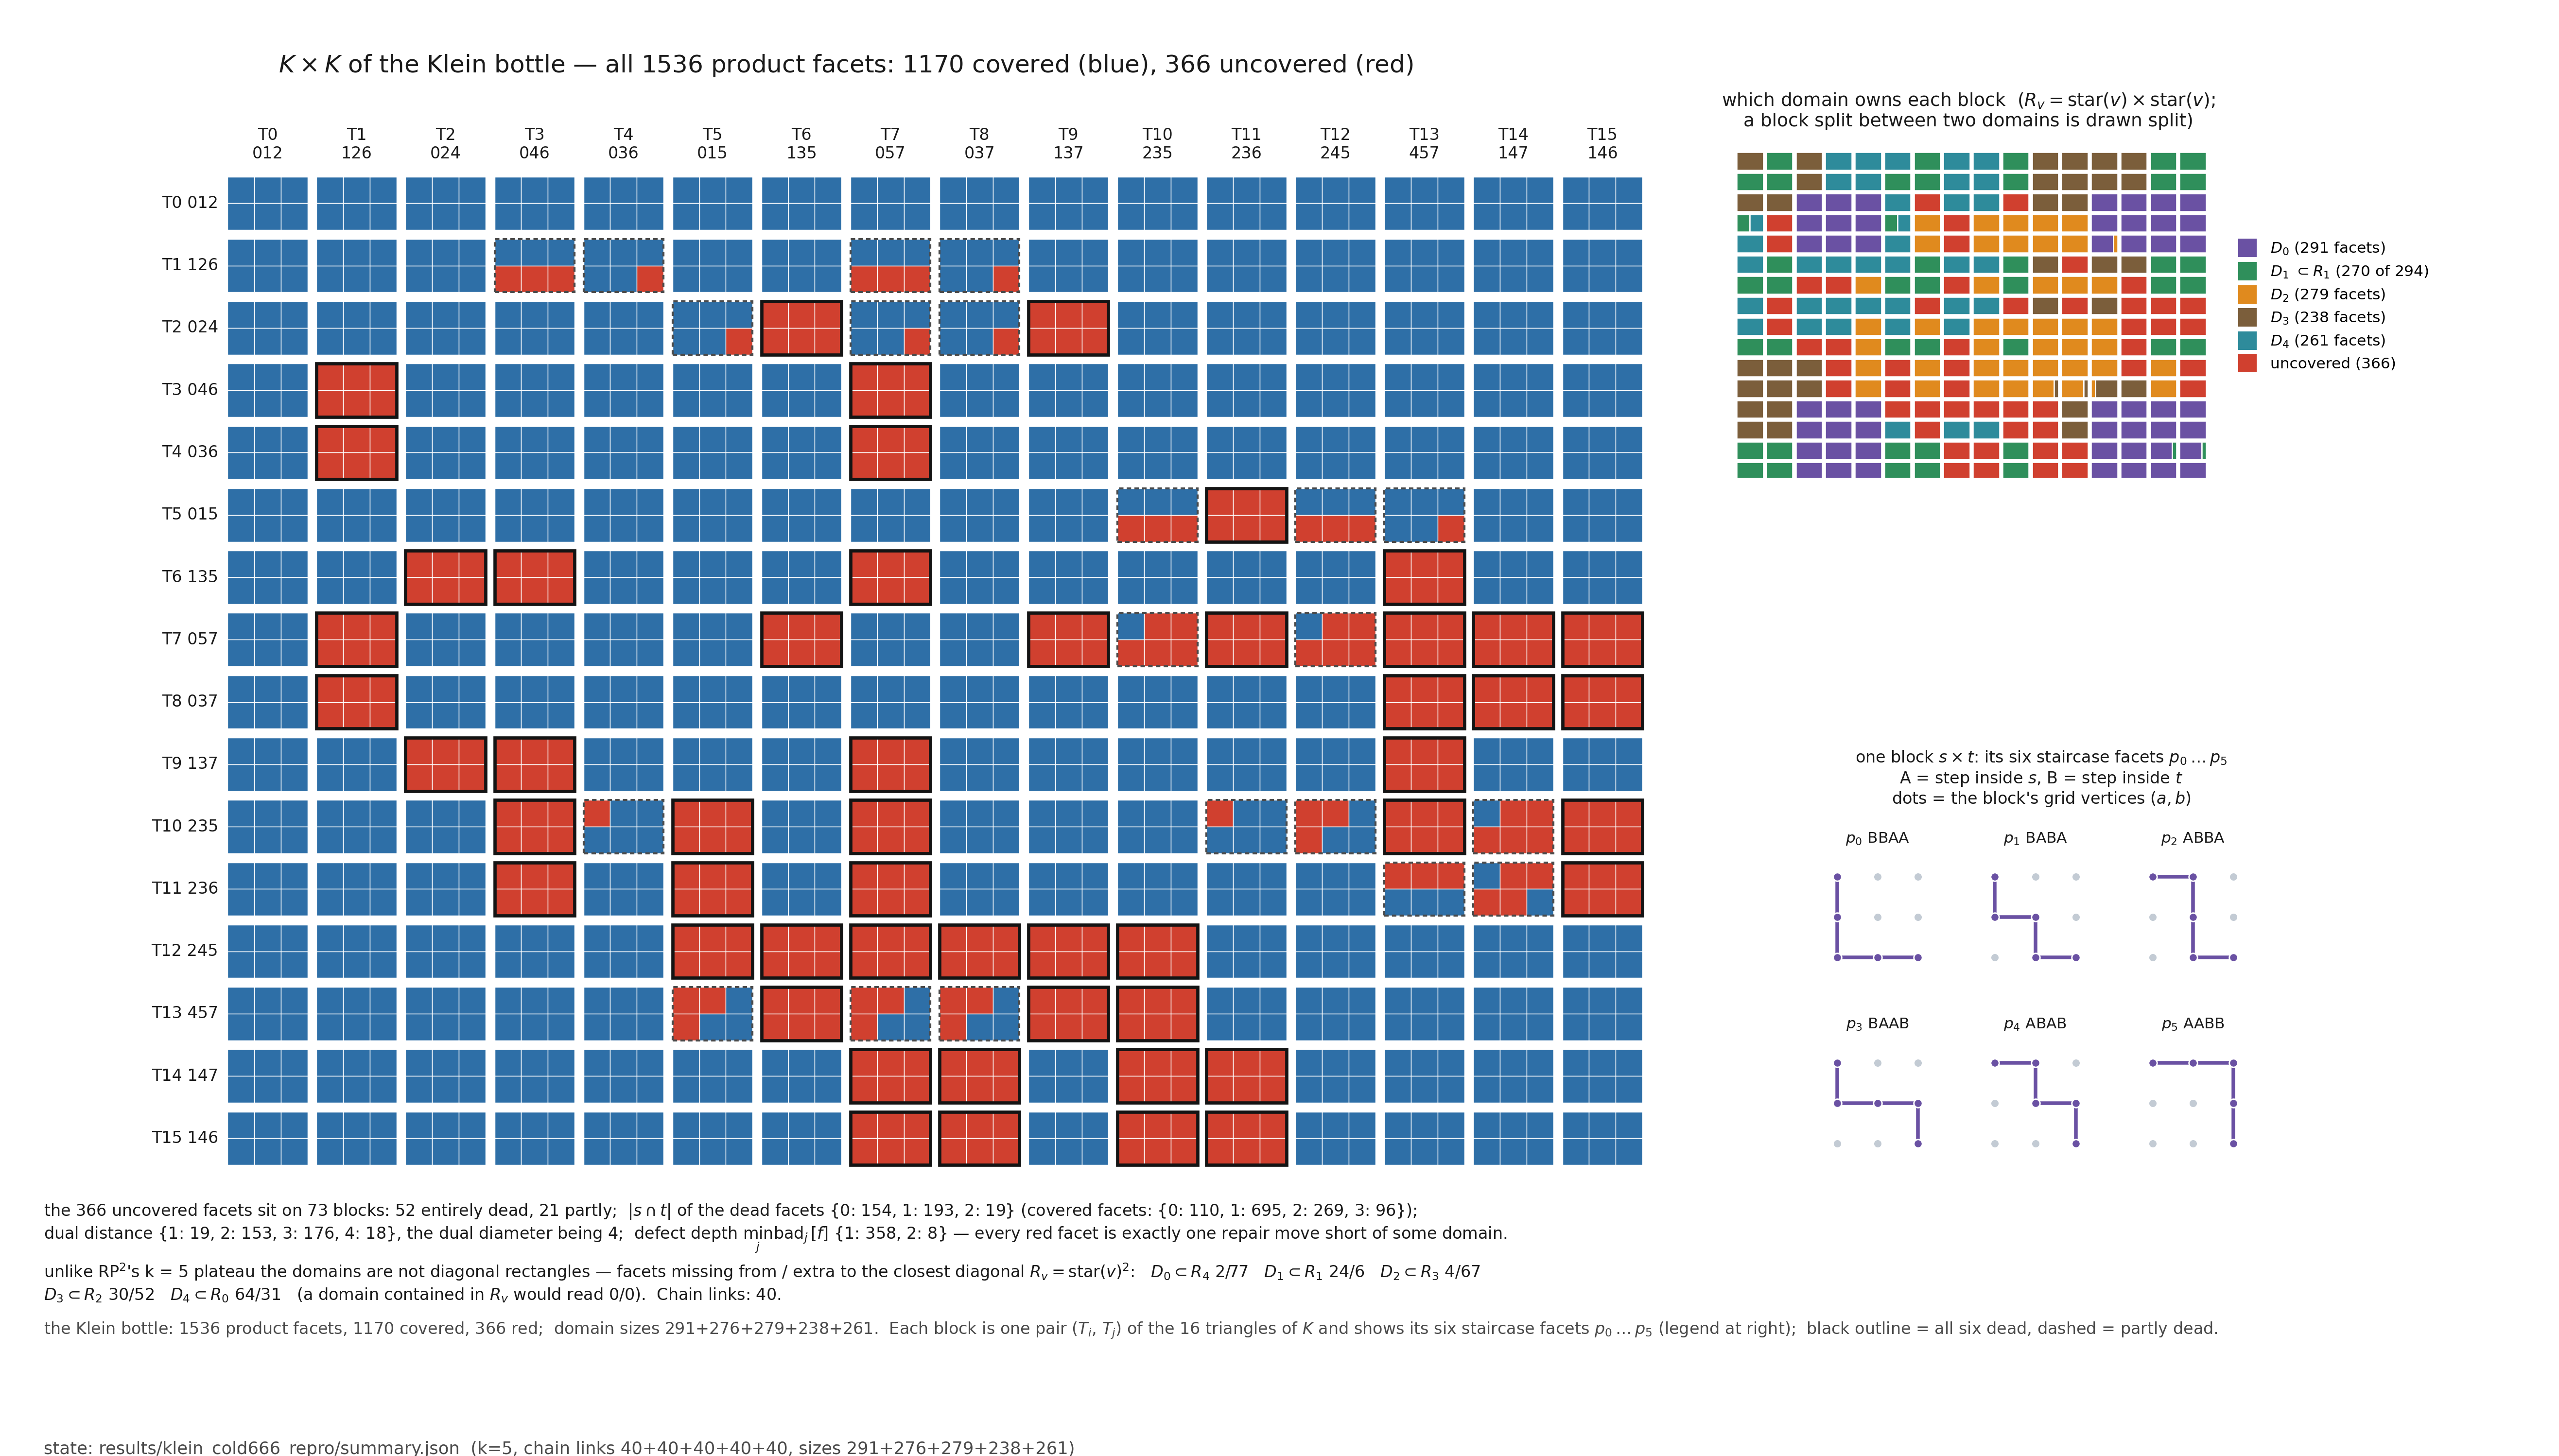 K × K of the Klein bottle — all 1536 product facets: 1170 covered (blue), 366 uncovered (red)
T0 T1 T2 T3 T4 T5 T6 T7 T8 T9 T10 T11 T12 T13 T14 T15
012 126 024 046 036 015 135 057 037 137 235 236 245 457 147 146
T0 012
T1 126
T2 024
T3 046
T4 036
T5 015
T6 135
T7 057
T8 037
T9 137
T10 235
T11 236
T12 245
T13 457
T14 147
T15 146
which domain owns each block (R_v = star(v) × star(v);
a block split between two domains is drawn split)
D_0 (291 facets)
D_1 ⊂ R_1 (270 of 294)
D_2 (279 facets)
D_3 (238 facets)
D_4 (261 facets)
uncovered (366)
one block s × t: its six staircase facets p_0 … p_5
A = step inside s, B = step inside t
dots = the block's grid vertices (a, b)
p_0 BBAA p_1 BABA p_2 ABBA
p_3 BAAB p_4 ABAB p_5 AABB
the 366 uncovered facets sit on 73 blocks: 52 entirely dead, 21 partly; |s ∩ t| of the dead facets {0: 154, 1: 193, 2: 19} (covered facets: {0: 110, 1: 695, 2: 269, 3: 96});
dual distance {1: 19, 2: 153, 3: 176, 4: 18}, the dual diameter being 4; defect depth min_j bad_j [f] {1: 358, 2: 8} — every red facet is exactly one repair move short of some domain.
unlike RP²'s k = 5 plateau the domains are not diagonal rectangles — facets missing from / extra to the closest diagonal R_v = star(v)²: D_0 ⊂ R_4 2/77 D_1 ⊂ R_1 24/6 D_2 ⊂ R_3 4/67
D_3 ⊂ R_2 30/52 D_4 ⊂ R_0 64/31 (a domain contained in R_v would read 0/0). Chain links: 40.
the Klein bottle: 1536 product facets, 1170 covered, 366 red; domain sizes 291+276+279+238+261. Each block is one pair (T_i, T_j) of the 16 triangles of K and shows its six staircase facets p_0 … p_5 (legend at right); black outline = all six dead, dashed = partly dead.
state: results/klein_cold666_repro/summary.json (k=5, chain links 40+40+40+40+40, sizes 291+276+279+238+261)